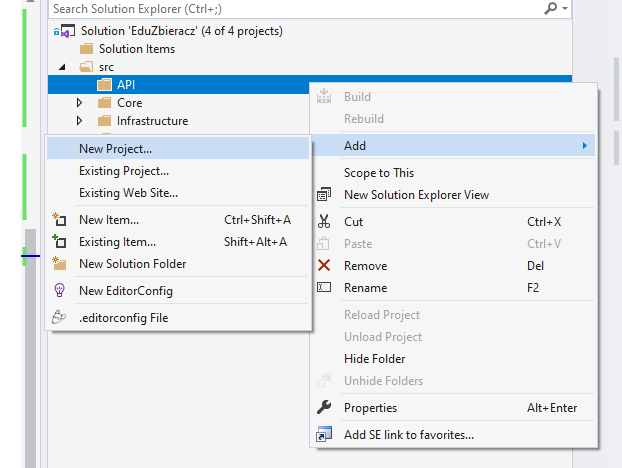 Search Solution Explorer (Ctrl+;)
Solution 'EduZbieracz' (4 of 4 projects)
Solution Items
src
API
Core
Infrastructure
New Project...
Existing Project...
Existing Web Site...
New Item... Ctrl+Shift+A
Existing Item... Shift+Alt+A
New Solution Folder
New EditorConfig
.editorconfig File
Build
Rebuild
Add
Scope to This
New Solution Explorer View
Cut Ctrl+X
Paste Ctrl+V
Remove Del
Rename F2
Reload Project
Unload Project
Hide Folder
Unhide Folders
Properties Alt+Enter
Add SE link to favorites...